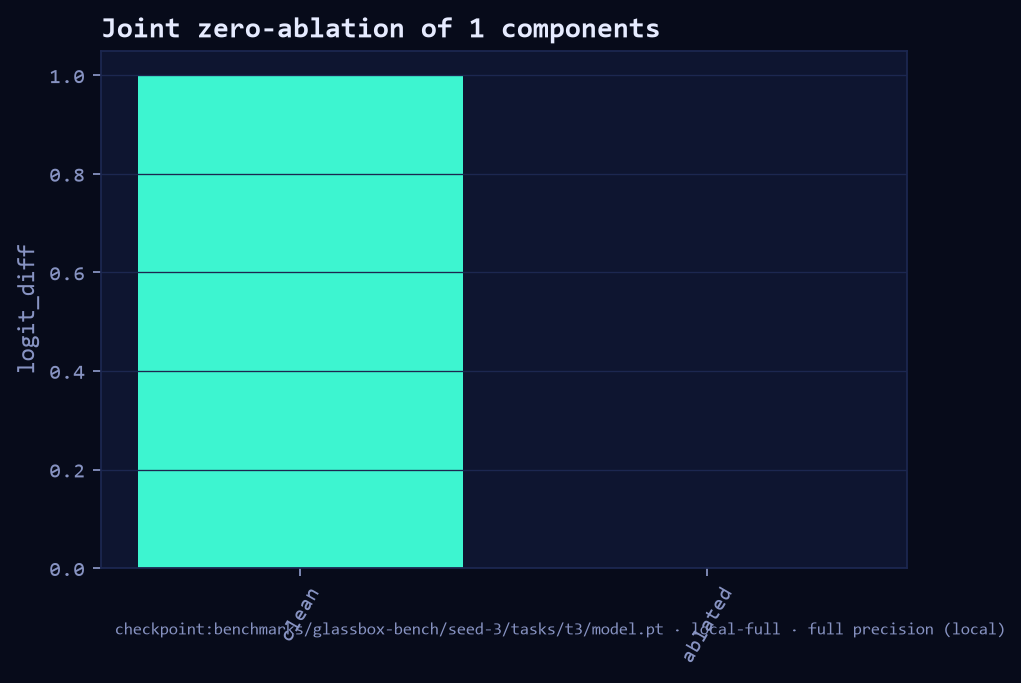 Joint zero-ablation of 1 components
logit_diff
1.0
0.8
0.6
0.4
0.2
0.0
clean
ablated
checkpoint:benchmarks/glassbox-bench/seed-3/tasks/t3/model.pt · local-full · full precision (local)